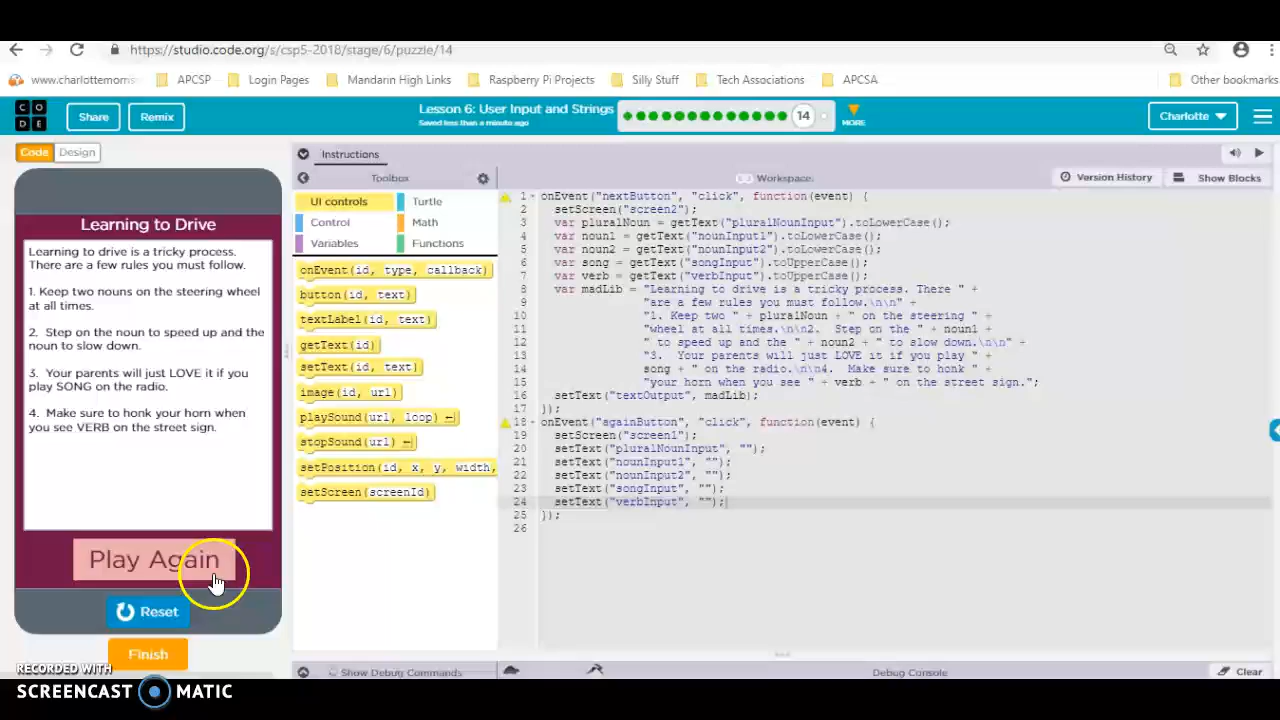 https://studio.code.org/s/csp5-2018/stage/6/puzzle/14
www.charlottemoms APCSP Login Pages Mandarin High Links Raspberry Pi Projects Silly Stuff Tech Associations APCSA Other bookmarks
C O D E
Share Remix
Lesson 6: User Input and Strings
Saved less than a minute ago
14 MORE
Charlotte
Code Design
Instructions
Toolbox
Workspace:
Version History
Show Blocks
Learning to Drive
Learning to drive is a tricky process.
There are a few rules you must follow.
1. Keep two nouns on the steering wheel
at all times.
2. Step on the noun to speed up and the
noun to slow down.
3. Your parents will just LOVE it if you
play SONG on the radio.
4. Make sure to honk your horn when
you see VERB on the street sign.
Play Again
Reset
Finish
UI controls Turtle
Control Math
Variables Functions
onEvent(id, type, callback)
button(id, text)
textLabel(id, text)
getText(id)
setText(id, text)
image(id, url)
playSound(url, loop)
stopSound(url)
setPosition(id, x, y, width,
setScreen(screenId)
1 onEvent("nextButton", "click", function(event) {
2 setScreen("screen2");
3 var pluralNoun = getText("pluralNounInput").toLowerCase();
4 var noun1 = getText("nounInput1").toLowerCase();
5 var noun2 = getText("nounInput2").toLowerCase();
6 var song = getText("songInput").toUpperCase();
7 var verb = getText("verbInput").toUpperCase();
8 var madLib = "Learning to drive is a tricky process. There " +
9 "are a few rules you must follow.\n\n" +
10 "1. Keep two " + pluralNoun + " on the steering " +
11 "wheel at all times.\n\n2. Step on the " + noun1 +
12 " to speed up and the " + noun2 + " to slow down.\n\n" +
13 "3. Your parents will just LOVE it if you play " +
14 song + " on the radio.\n\n4. Make sure to honk " +
15 "your horn when you see " + verb + " on the street sign.";
16 setText("textOutput", madLib);
17 });
18 onEvent("againButton", "click", function(event) {
19 setScreen("screen1");
20 setText("pluralNounInput", "");
21 setText("nounInput1", "");
22 setText("nounInput2", "");
23 setText("songInput", "");
24 setText("verbInput", "");
25 });
26
Show Debug Commands
Debug Console
Clear
RECORDED WITH
SCREENCAST MATIC